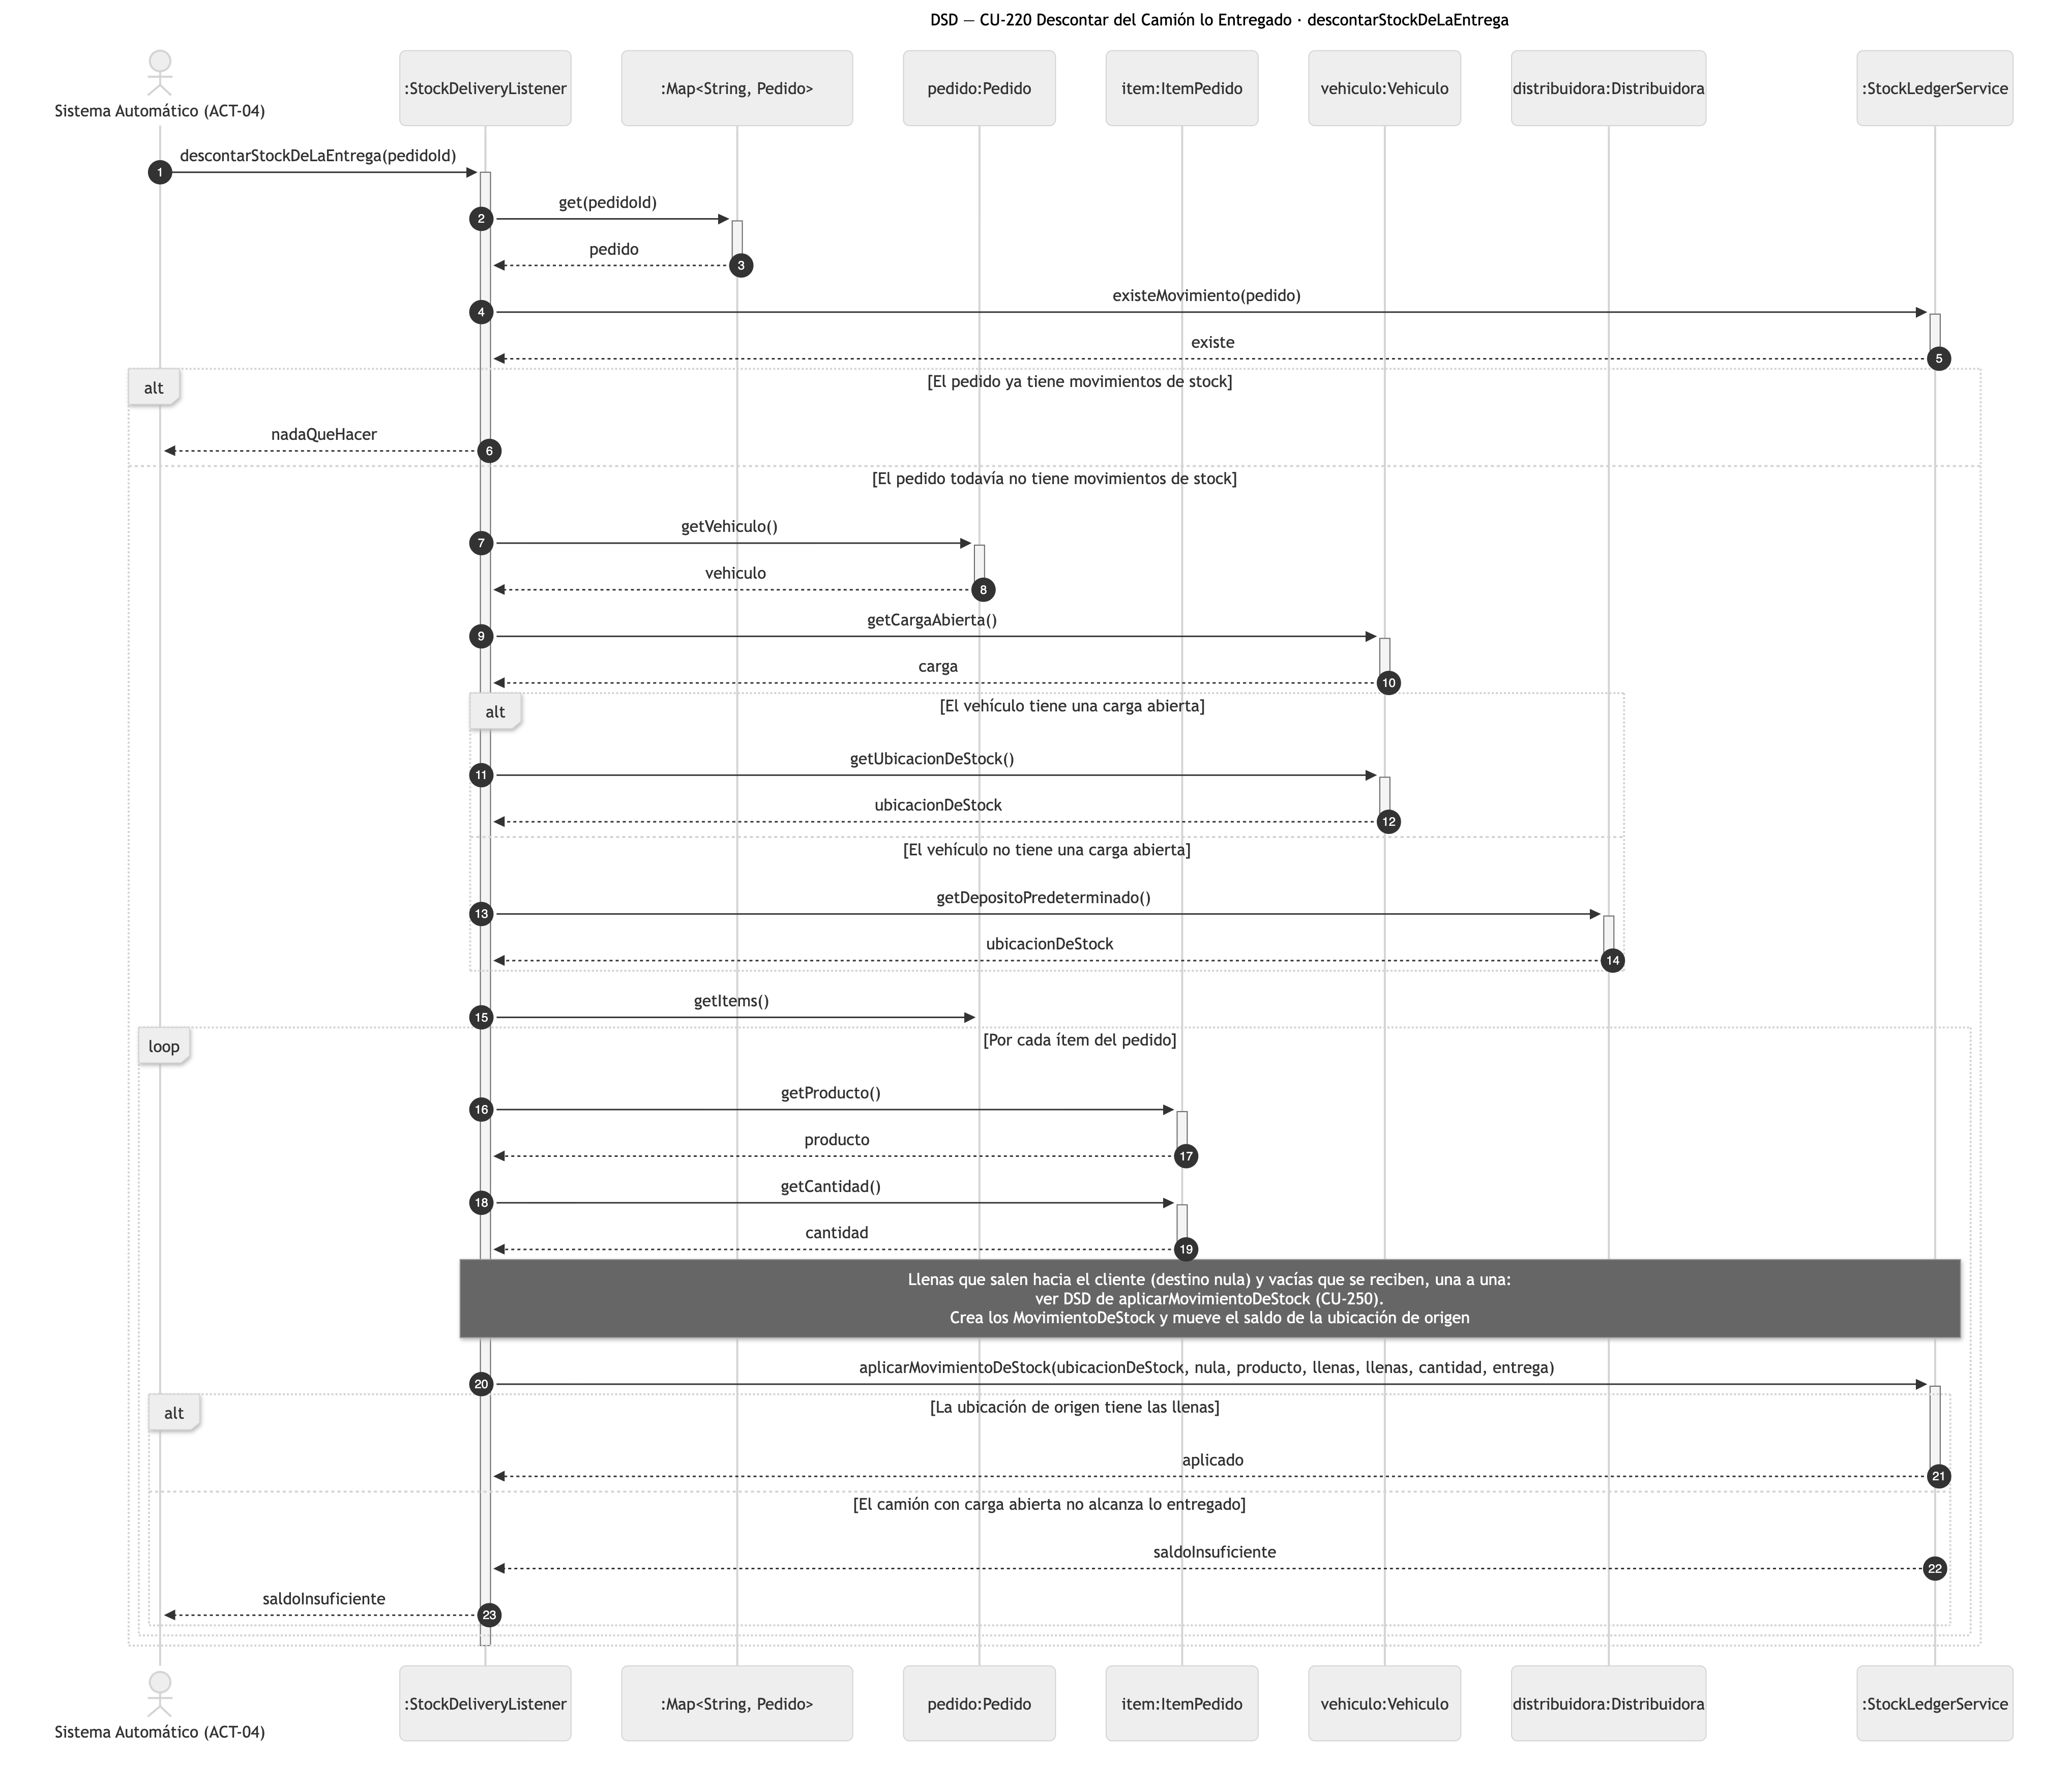 DSD — CU-220 Descontar del Camión lo Entregado · descontarStockDeLaEntrega
Sistema Automático (ACT-04)
:StockDeliveryListener
:Map<String, Pedido>
pedido:Pedido
item:ItemPedido
vehiculo:Vehiculo
distribuidora:Distribuidora
:StockLedgerService
descontarStockDeLaEntrega(pedidoId)
1
get(pedidoId)
2
pedido
3
existeMovimiento(pedido)
4
existe
5
alt
[El pedido ya tiene movimientos de stock]
nadaQueHacer
6
[El pedido todavía no tiene movimientos de stock]
getVehiculo()
7
vehiculo
8
getCargaAbierta()
9
carga
10
alt
[El vehículo tiene una carga abierta]
getUbicacionDeStock()
11
ubicacionDeStock
12
[El vehículo no tiene una carga abierta]
getDepositoPredeterminado()
13
ubicacionDeStock
14
getItems()
15
loop
[Por cada ítem del pedido]
getProducto()
16
producto
17
getCantidad()
18
cantidad
19
Llenas que salen hacia el cliente (destino nula) y vacías que se reciben, una a una:
ver DSD de aplicarMovimientoDeStock (CU-250).
Crea los MovimientoDeStock y mueve el saldo de la ubicación de origen
aplicarMovimientoDeStock(ubicacionDeStock, nula, producto, llenas, llenas, cantidad, entrega)
20
alt
[La ubicación de origen tiene las llenas]
aplicado
21
[El camión con carga abierta no alcanza lo entregado]
saldoInsuficiente
22
saldoInsuficiente
23
Sistema Automático (ACT-04)
:StockDeliveryListener
:Map<String, Pedido>
pedido:Pedido
item:ItemPedido
vehiculo:Vehiculo
distribuidora:Distribuidora
:StockLedgerService